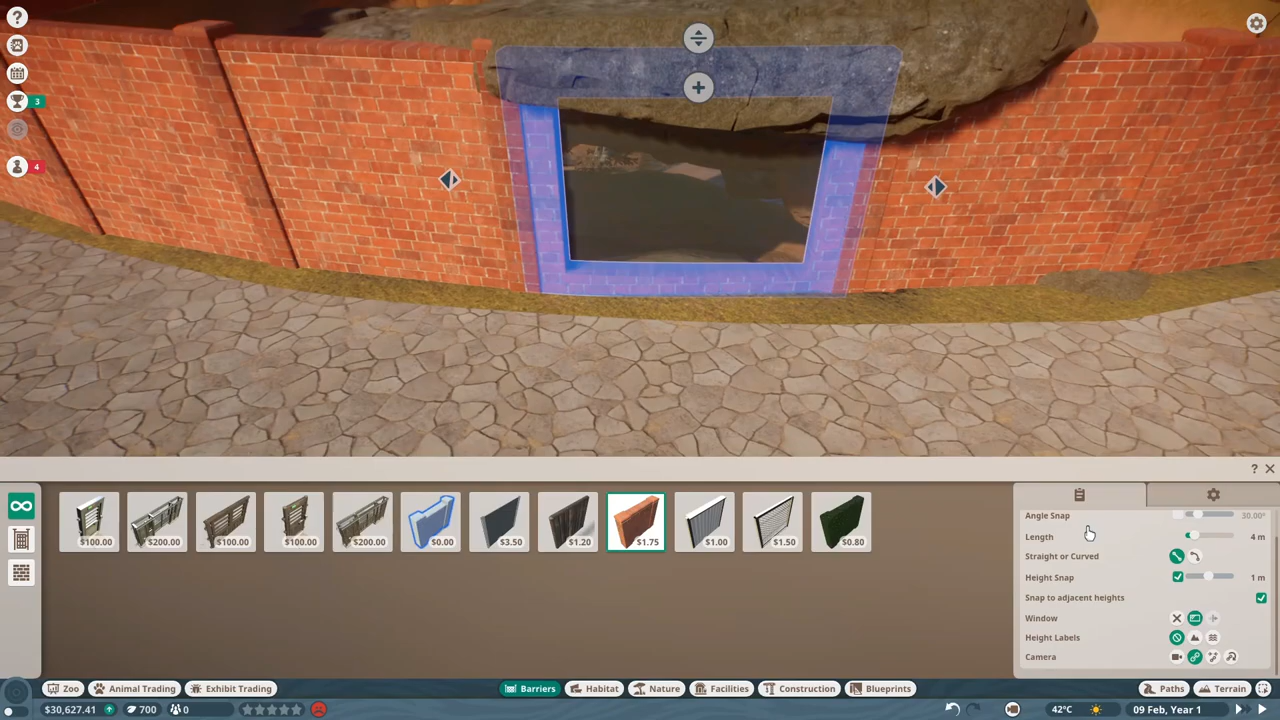 ?
3
4
?
$100.00
$200.00
$100.00
$100.00
$200.00
$0.00
$3.50
$1.20
$1.75
$1.00
$1.50
$0.80
Angle Snap 30.00°
Length 4 m
Straight or Curved
Height Snap 1 m
Snap to adjacent heights
Window
Height Labels
Camera
Zoo
Animal Trading
Exhibit Trading
Barriers
Habitat
Nature
Facilities
Construction
Blueprints
Paths
Terrain
$30,627.41
700
0
42°C
09 Feb, Year 1